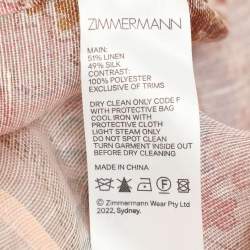 ZIMMERMANN
MAIN:
51% LINEN
49% SILK
CONTRAST:
100% POLYESTER
EXCLUSIVE OF TRIMS
DRY CLEAN ONLY CODE F
WITH PROTECTIVE BAG
COOL IRON WITH
PROTECTIVE CLOTH
LIGHT STEAM ONLY
DO NOT SPOT CLEAN
TURN GARMENT INSIDE OUT
BEFORE DRY CLEANING
MADE IN CHINA
© Zimmermann Wear Pty Ltd
2022, Sydney.